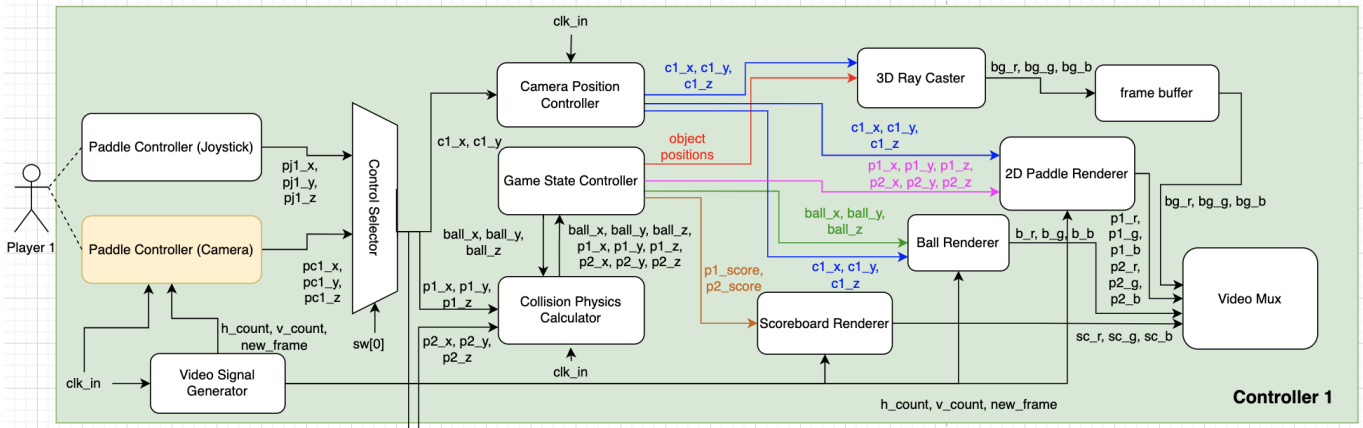 clk_in
Camera Position
Controller
c1_x, c1_y,
c1_z
3D Ray Caster
bg_r, bg_g, bg_b
frame buffer
Paddle Controller (Joystick)
pj1_x,
pj1_y,
pj1_z
Control Selector
c1_x, c1_y
object
positions
c1_x, c1_y,
c1_z
Game State Controller
p1_x, p1_y, p1_z,
p2_x, p2_y, p2_z
2D Paddle Renderer
bg_r, bg_g, bg_b
Player 1
Paddle Controller (Camera)
pc1_x,
pc1_y,
pc1_z
ball_x, ball_y,
ball_z
ball_x, ball_y, ball_z,
p1_x, p1_y, p1_z,
p2_x, p2_y, p2_z
ball_x, ball_y,
ball_z
Ball Renderer
b_r, b_g, b_b
p1_r,
p1_g,
p1_b
p2_r,
p2_g,
p2_b
c1_x, c1_y,
c1_z
p1_score,
p2_score
p1_x, p1_y,
p1_z
Collision Physics
Calculator
Scoreboard Renderer
Video Mux
sc_r, sc_g, sc_b
h_count, v_count,
new_frame
sw[0]
p2_x, p2_y,
p2_z
clk_in
clk_in
Video Signal
Generator
h_count, v_count, new_frame
Controller 1